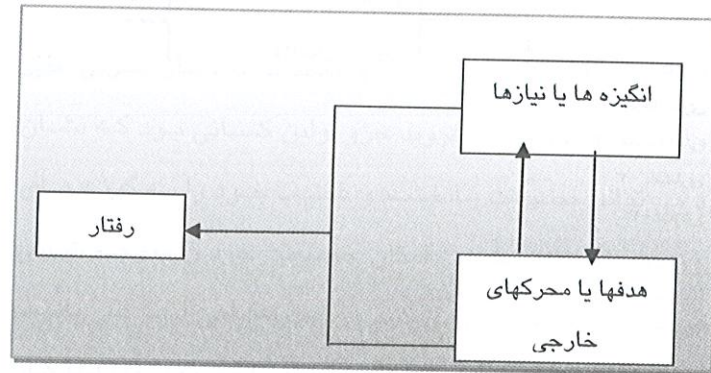 انگیزه ها یا نیازها
رفتار
هدفها یا محرکهای
خارجی